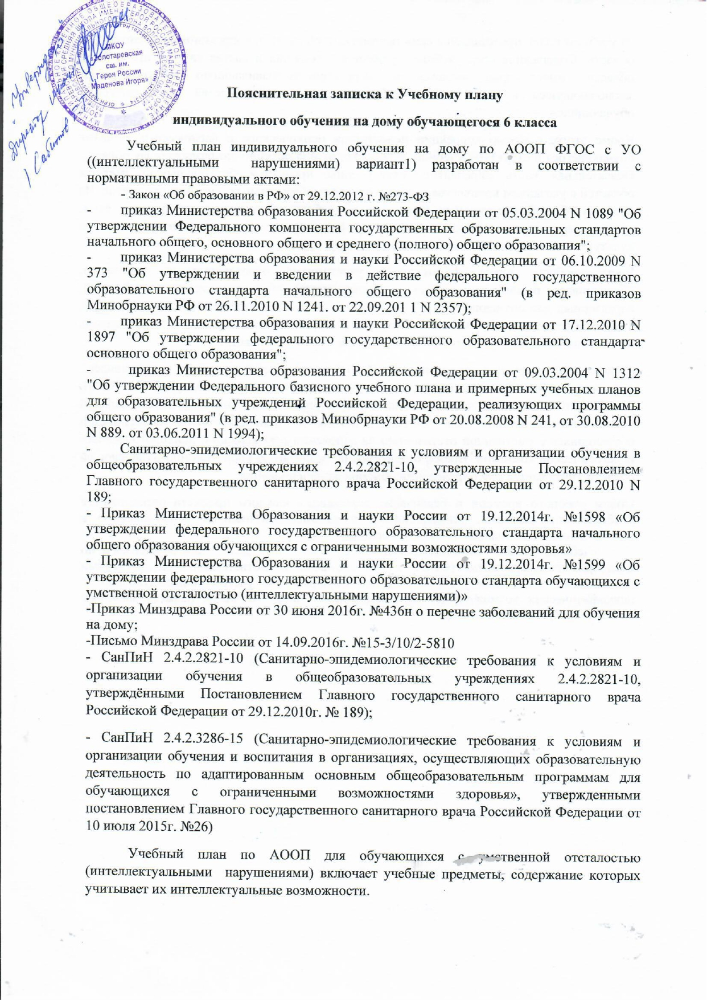 МКОУ
«Золотаревская
сш. им.
Героя России
Маденова Игоря»
Директор
Пояснительная записка к Учебному плану
индивидуального обучения на дому обучающегося 6 класса
Учебный план индивидуального обучения на дому по АООП ФГОС с УО
((интеллектуальными нарушениями) вариант1) разработан в соответствии с
нормативными правовыми актами:
- Закон «Об образовании в РФ» от 29.12.2012 г. №273-ФЗ
- приказ Министерства образования Российской Федерации от 05.03.2004 N 1089 "Об
утверждении Федерального компонента государственных образовательных стандартов
начального общего, основного общего и среднего (полного) общего образования";
- приказ Министерства образования и науки Российской Федерации от 06.10.2009 N
373 "Об утверждении и введении в действие федерального государственного
образовательного стандарта начального общего образования" (в ред. приказов
Минобрнауки РФ от 26.11.2010 N 1241. от 22.09.201 1 N 2357);
- приказ Министерства образования и науки Российской Федерации от 17.12.2010 N
1897 "Об утверждении федерального государственного образовательного стандарта
основного общего образования";
- приказ Министерства образования Российской Федерации от 09.03.2004 N 1312
"Об утверждении Федерального базисного учебного плана и примерных учебных планов
для образовательных учреждений Российской Федерации, реализующих программы
общего образования" (в ред. приказов Минобрнауки РФ от 20.08.2008 N 241, от 30.08.2010
N 889. от 03.06.2011 N 1994);
- Санитарно-эпидемиологические требования к условиям и организации обучения в
общеобразовательных учреждениях 2.4.2.2821-10, утвержденные Постановлением
Главного государственного санитарного врача Российской Федерации от 29.12.2010 N
189;
- Приказ Министерства Образования и науки России от 19.12.2014г. №1598 «Об
утверждении федерального государственного образовательного стандарта начального
общего образования обучающихся с ограниченными возможностями здоровья»
- Приказ Министерства Образования и науки России от 19.12.2014г. №1599 «Об
утверждении федерального государственного образовательного стандарта обучающихся с
умственной отсталостью (интеллектуальными нарушениями)»
-Приказ Минздрава России от 30 июня 2016г. №436н о перечне заболеваний для обучения
на дому;
-Письмо Минздрава России от 14.09.2016г. №15-3/10/2-5810
- СанПиН 2.4.2.2821-10 (Санитарно-эпидемиологические требования к условиям и
организации обучения в общеобразовательных учреждениях 2.4.2.2821-10,
утверждёнными Постановлением Главного государственного санитарного врача
Российской Федерации от 29.12.2010г. № 189);
- СанПиН 2.4.2.3286-15 (Санитарно-эпидемиологические требования к условиям и
организации обучения и воспитания в организациях, осуществляющих образовательную
деятельность по адаптированным основным общеобразовательным программам для
обучающихся с ограниченными возможностями здоровья», утвержденными
постановлением Главного государственного санитарного врача Российской Федерации от
10 июля 2015г. №26)
Учебный план по АООП для обучающихся с умственной отсталостью
(интеллектуальными нарушениями) включает учебные предметы, содержание которых
учитывает их интеллектуальные возможности.